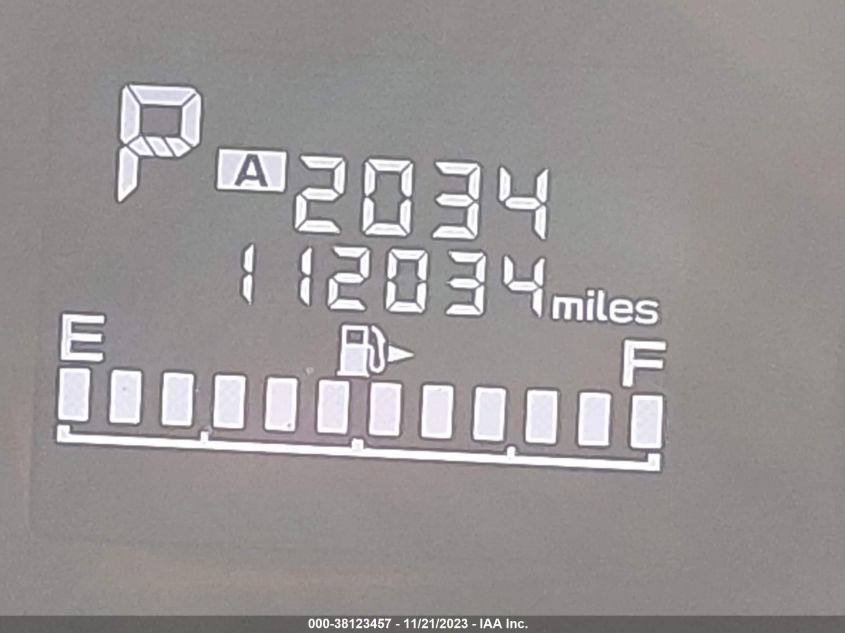 P A 2034
112034 miles
E F
000-38123457 - 11/21/2023 - IAA Inc.